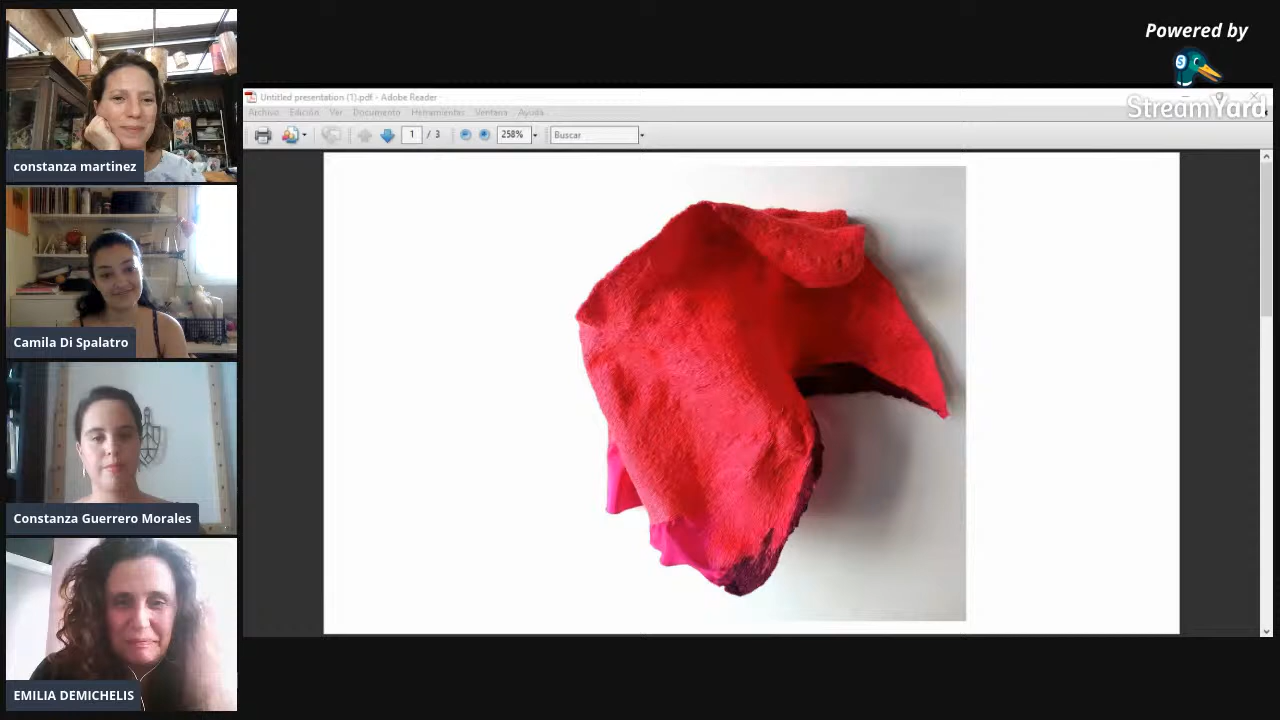 Powered by
StreamYard
Untitled presentation (1).pdf - Adobe Reader
Archivo Edición Ver Documento Herramientas Ventana Ayuda
1 / 3 258% Buscar
constanza martinez
Camila Di Spalatro
Constanza Guerrero Morales
EMILIA DEMICHELIS